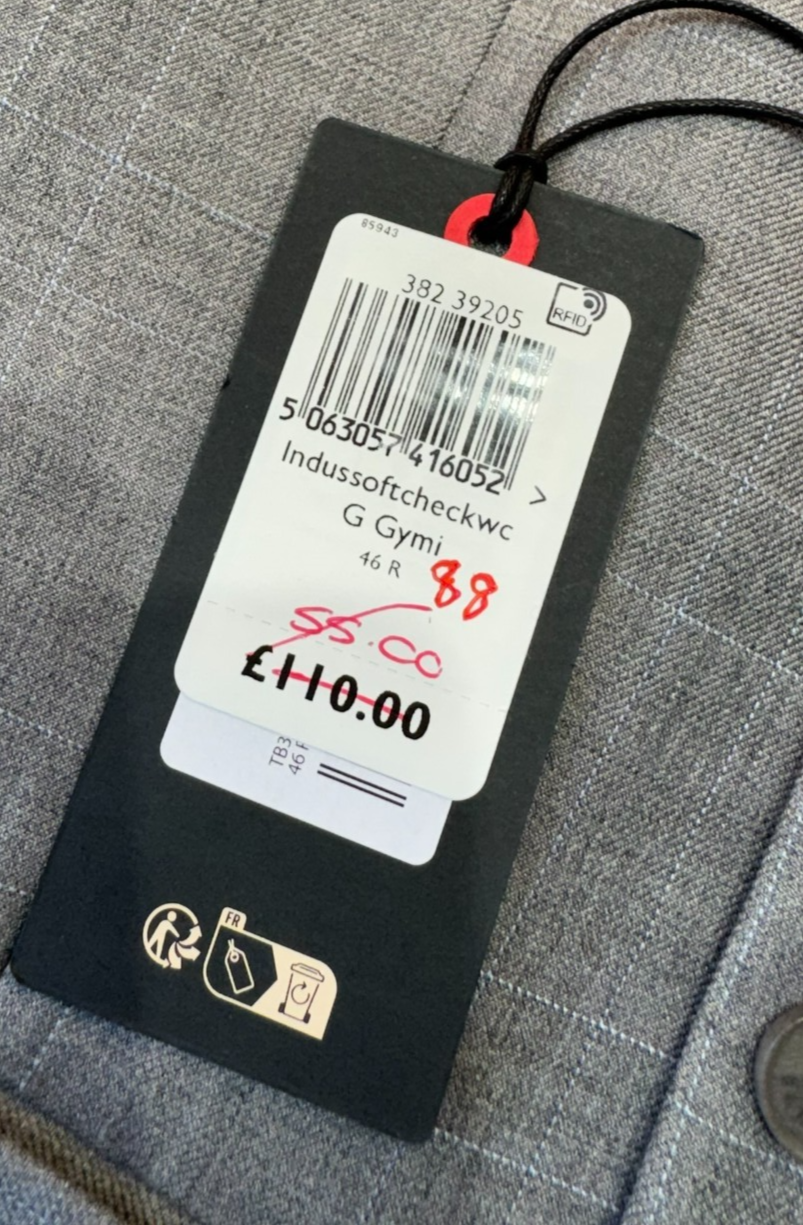 85943
382 39205
RFID
5 063057 416052 >
Indussoftcheckwc
G Gymi
46 R
88
55.00
£110.00
TB3
46 R
FR